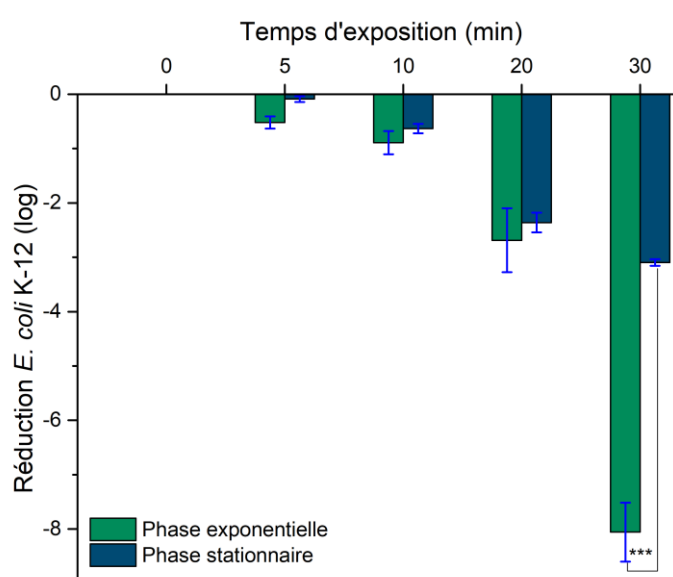 Temps d'exposition (min)
0 5 10 20 30
Réduction E. coli K-12 (log)
0
-2
-4
-6
-8
***
Phase exponentielle
Phase stationnaire